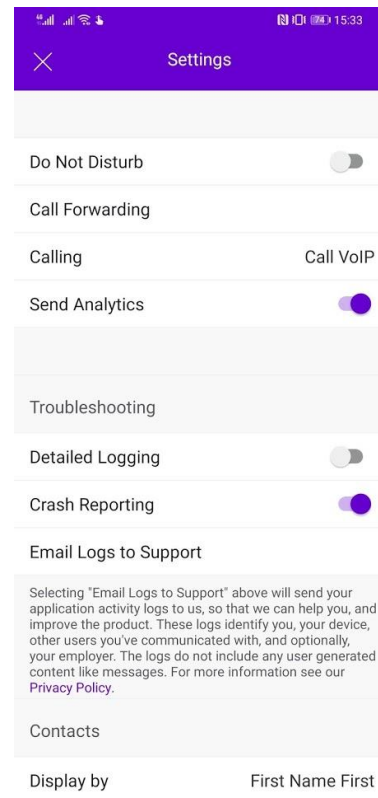 74 15:33
Settings
Do Not Disturb
Call Forwarding
Calling Call VoIP
Send Analytics
Troubleshooting
Detailed Logging
Crash Reporting
Email Logs to Support
Selecting "Email Logs to Support" above will send your
application activity logs to us, so that we can help you, and
improve the product. These logs identify you, your device,
other users you've communicated with, and optionally,
your employer. The logs do not include any user generated
content like messages. For more information see our
Privacy Policy.
Contacts
Display by First Name First